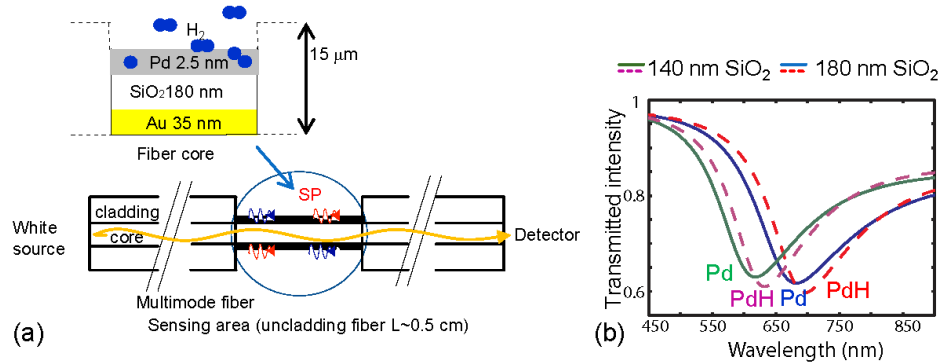 H₂
Pd 2.5 nm
SiO₂180 nm
Au 35 nm
15 μm
Fiber core
SP
cladding
core
White
source
Detector
Multimode fiber
Sensing area (uncladding fiber L~0.5 cm)
(a)
140 nm SiO₂ 180 nm SiO₂
Transmitted intensity
1
0.8
0.6
Pd
PdH
Pd
PdH
450 550 650 750 850
Wavelength (nm)
(b)